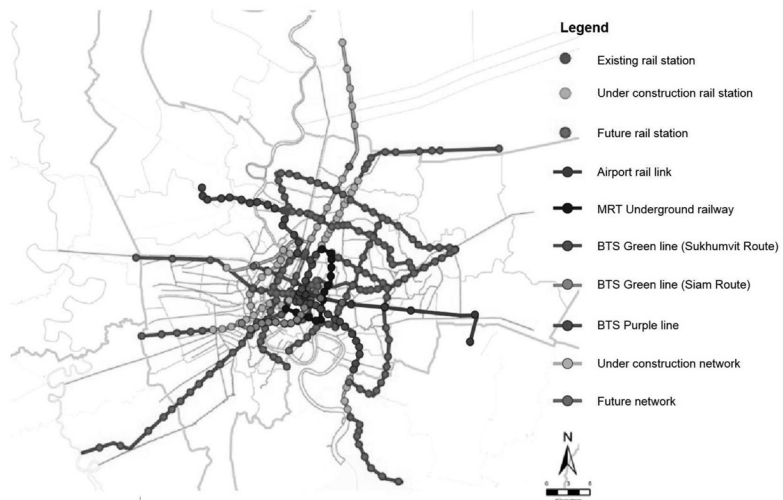 Legend
Existing rail station
Under construction rail station
Future rail station
Airport rail link
MRT Underground railway
BTS Green line (Sukhumvit Route)
BTS Green line (Siam Route)
BTS Purple line
Under construction network
Future network
N